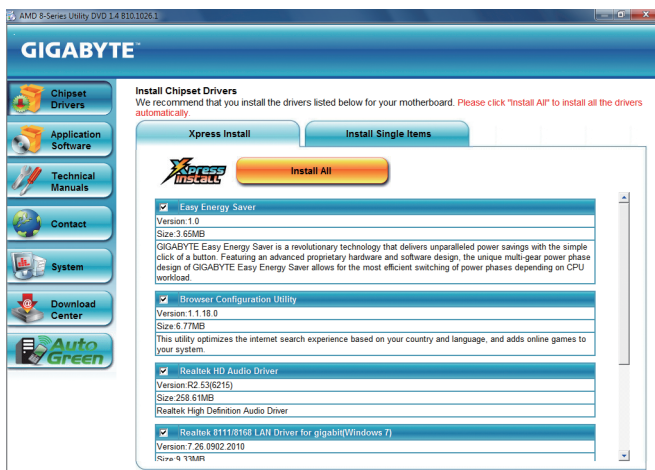 AMD 8-Series Utility DVD 1.4 B10.1026.1
GIGABYTE™
Chipset
Drivers
Application
Software
Technical
Manuals
Contact
System
Download
Center
Auto
Green
Install Chipset Drivers
We recommend that you install the drivers listed below for your motherboard. Please click "Install All" to install all the drivers
automatically.
Xpress Install
Install Single Items
Xpress
Install
Install All
Easy Energy Saver
Version:1.0
Size:3.65MB
GIGABYTE Easy Energy Saver is a revolutionary technology that delivers unparalleled power savings with the simple
click of a button. Featuring an advanced proprietary hardware and software design, the unique multi-gear power phase
design of GIGABYTE Easy Energy Saver allows for the most efficient switching of power phases depending on CPU
workload.
Browser Configuration Utility
Version:1.1.18.0
Size:6.77MB
This utility optimizes the internet search experience based on your country and language, and adds online games to
your system.
Realtek HD Audio Driver
Version:R2.53(6215)
Size:258.61MB
Realtek High Definition Audio Driver
Realtek 8111/8168 LAN Driver for gigabit(Windows 7)
Version:7.26.0902.2010
Size:9.33MB